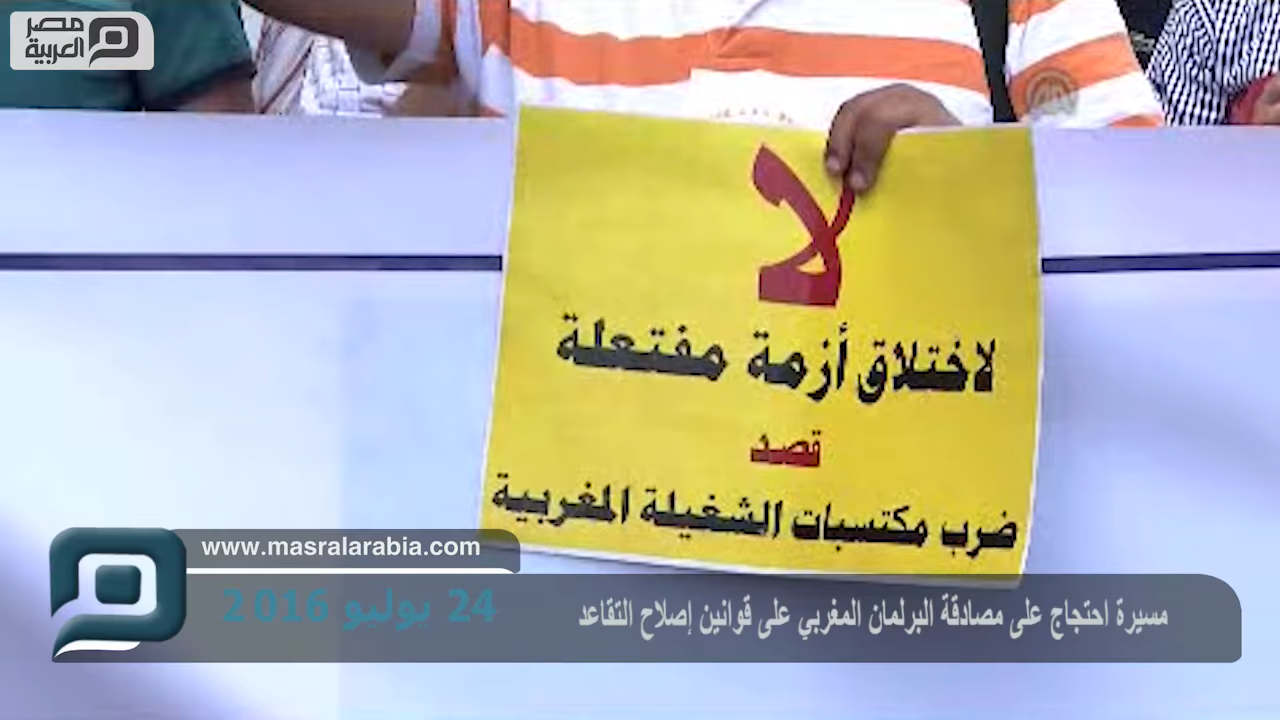 مصر
العربية
لا
لاختلاق أزمة مفتعلة
قصد
ضرب مكتسبات الشغيلة المغربية
www.masralarabia.com
مسيرة احتجاج على مصادقة البرلمان المغربي على قوانين إصلاح التقاعد
24 يوليو 2016